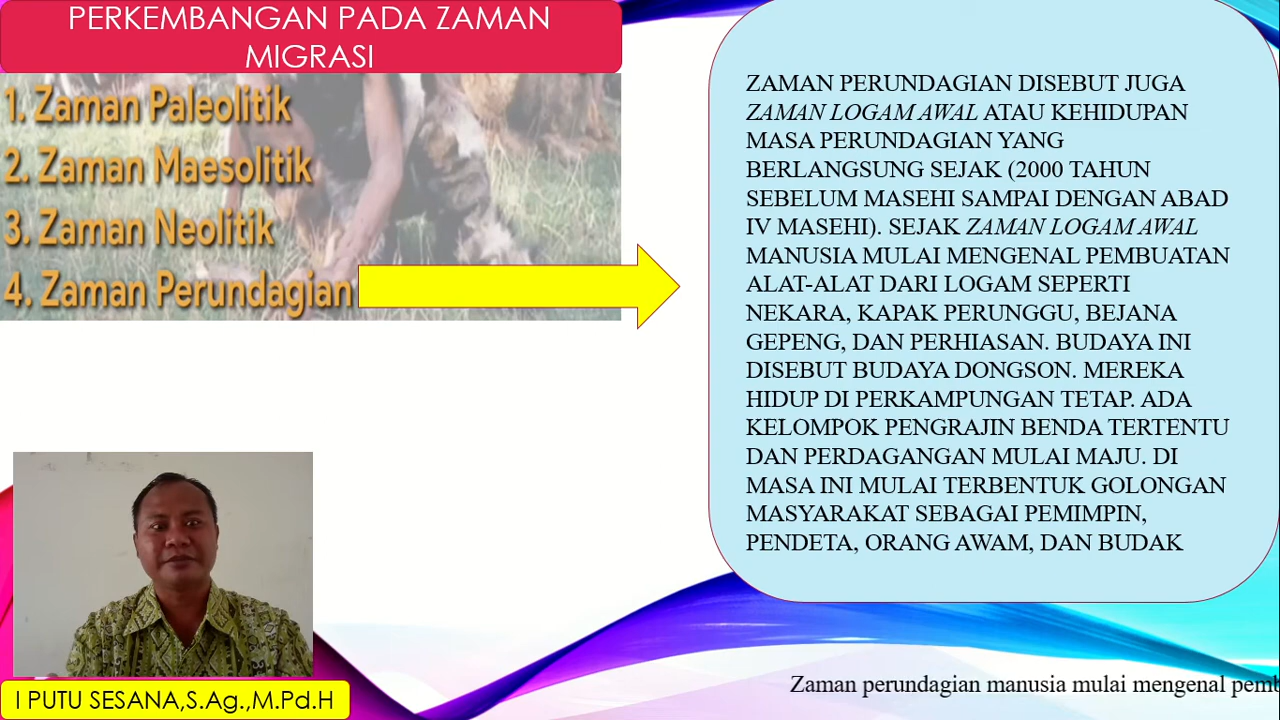 PERKEMBANGAN PADA ZAMAN
MIGRASI
1. Zaman Paleolitik
2. Zaman Maesolitik
3. Zaman Neolitik
4. Zaman Perundagian
ZAMAN PERUNDAGIAN DISEBUT JUGA
ZAMAN LOGAM AWAL ATAU KEHIDUPAN
MASA PERUNDAGIAN YANG
BERLANGSUNG SEJAK (2000 TAHUN
SEBELUM MASEHI SAMPAI DENGAN ABAD
IV MASEHI). SEJAK ZAMAN LOGAM AWAL
MANUSIA MULAI MENGENAL PEMBUATAN
ALAT-ALAT DARI LOGAM SEPERTI
NEKARA, KAPAK PERUNGGU, BEJANA
GEPENG, DAN PERHIASAN. BUDAYA INI
DISEBUT BUDAYA DONGSON. MEREKA
HIDUP DI PERKAMPUNGAN TETAP. ADA
KELOMPOK PENGRAJIN BENDA TERTENTU
DAN PERDAGANGAN MULAI MAJU. DI
MASA INI MULAI TERBENTUK GOLONGAN
MASYARAKAT SEBAGAI PEMIMPIN,
PENDETA, ORANG AWAM, DAN BUDAK
I PUTU SESANA,S.Ag.,M.Pd.H
Zaman perundagian manusia mulai mengenal pemb